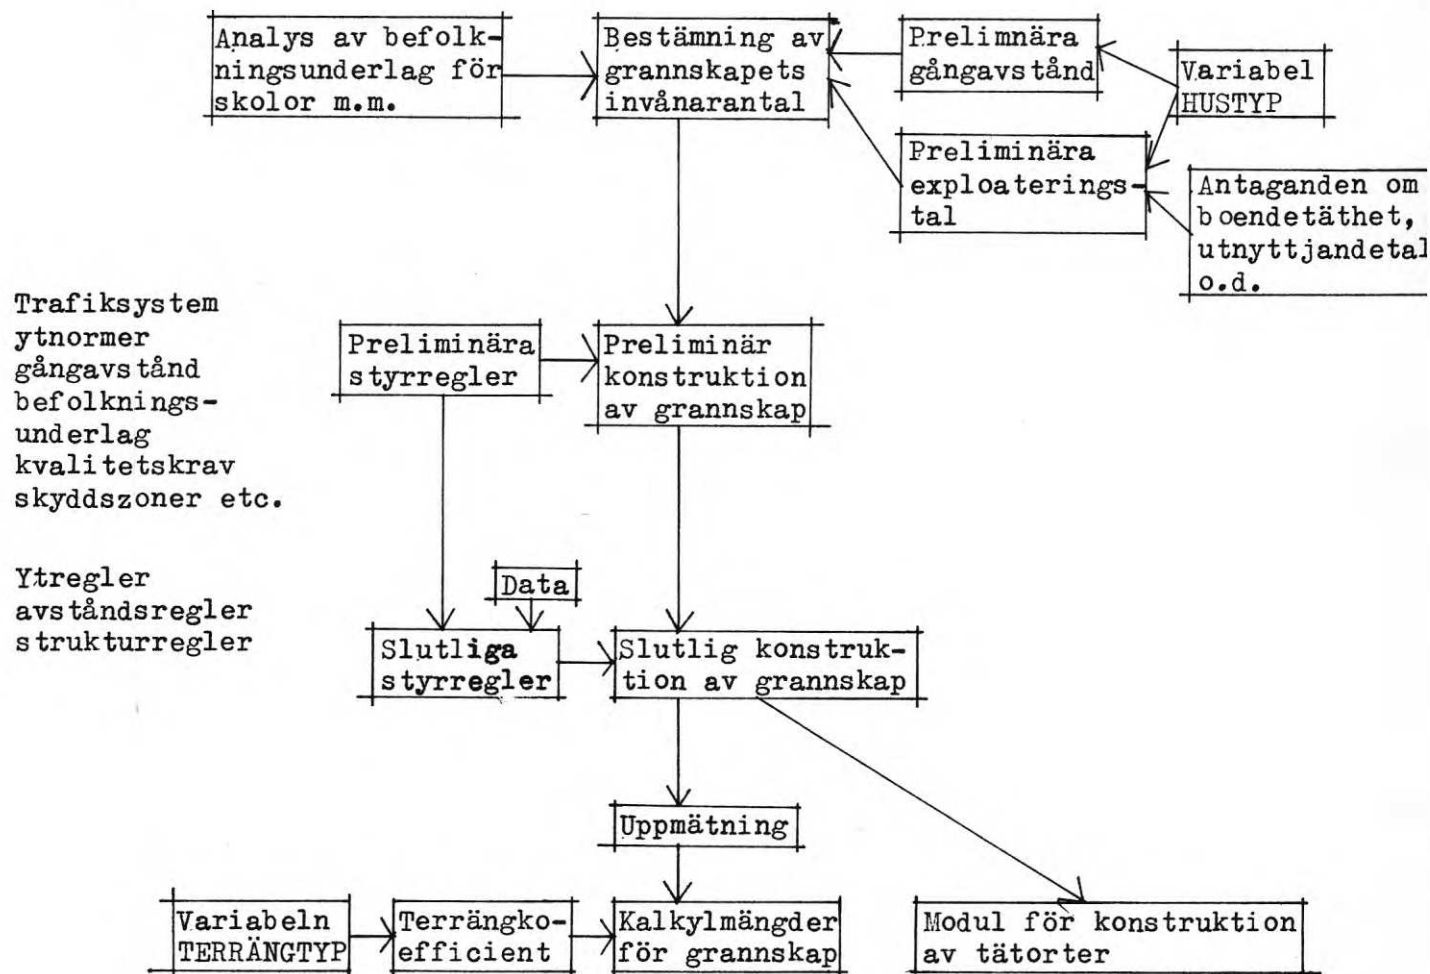 Analys av befolk-
ningsunderlag för
skolor m.m.
Bestämning av
grannskapets
invånarantal
Prelimnära
gångavstånd
Variabel
HUSTYP
Preliminära
exploaterings-
tal
Antaganden om
boendetäthet,
utnyttjandetal
o.d.
Trafiksystem
ytnormer
gångavstånd
befolknings-
underlag
kvalitetskrav
skyddszoner etc.
Preliminära
styrregler
Preliminär
konstruktion
av grannskap
Ytregler
avståndsregler
strukturregler
Data
Slutliga
styrregler
Slutlig konstruk-
tion av grannskap
Uppmätning
Variabeln
TERRÄNGTYP
Terrängko-
efficient
Kalkylmängder
för grannskap
Modul för konstruktion
av tätorter